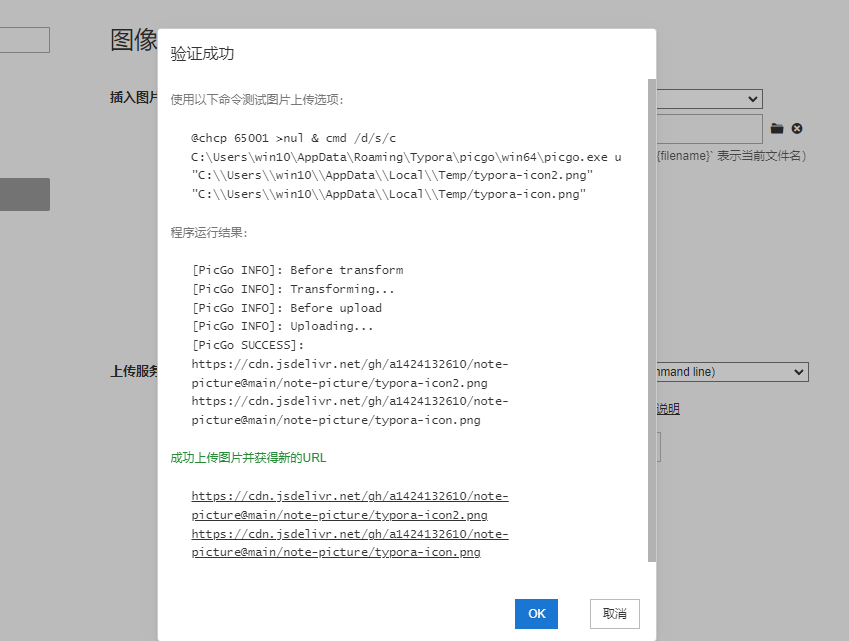 图像
验证成功
插入图片
使用以下命令测试图片上传选项:
@chcp 65001 >nul & cmd /d/s/c
C:\Users\win10\AppData\Roaming\Typora\picgo\win64\picgo.exe u
"C:\\Users\\win10\\AppData\\Local\\Temp/typora-icon2.png"
"C:\\Users\\win10\\AppData\\Local\\Temp/typora-icon.png"
{filename}` 表示当前文件名）
程序运行结果:
[PicGo INFO]: Before transform
[PicGo INFO]: Transforming...
[PicGo INFO]: Before upload
[PicGo INFO]: Uploading...
[PicGo SUCCESS]:
https://cdn.jsdelivr.net/gh/a1424132610/note-
picture@main/note-picture/typora-icon2.png
https://cdn.jsdelivr.net/gh/a1424132610/note-
picture@main/note-picture/typora-icon.png
上传服务
mmand line)
说明
成功上传图片并获得新的URL
https://cdn.jsdelivr.net/gh/a1424132610/note-
picture@main/note-picture/typora-icon2.png
https://cdn.jsdelivr.net/gh/a1424132610/note-
picture@main/note-picture/typora-icon.png
OK
取消